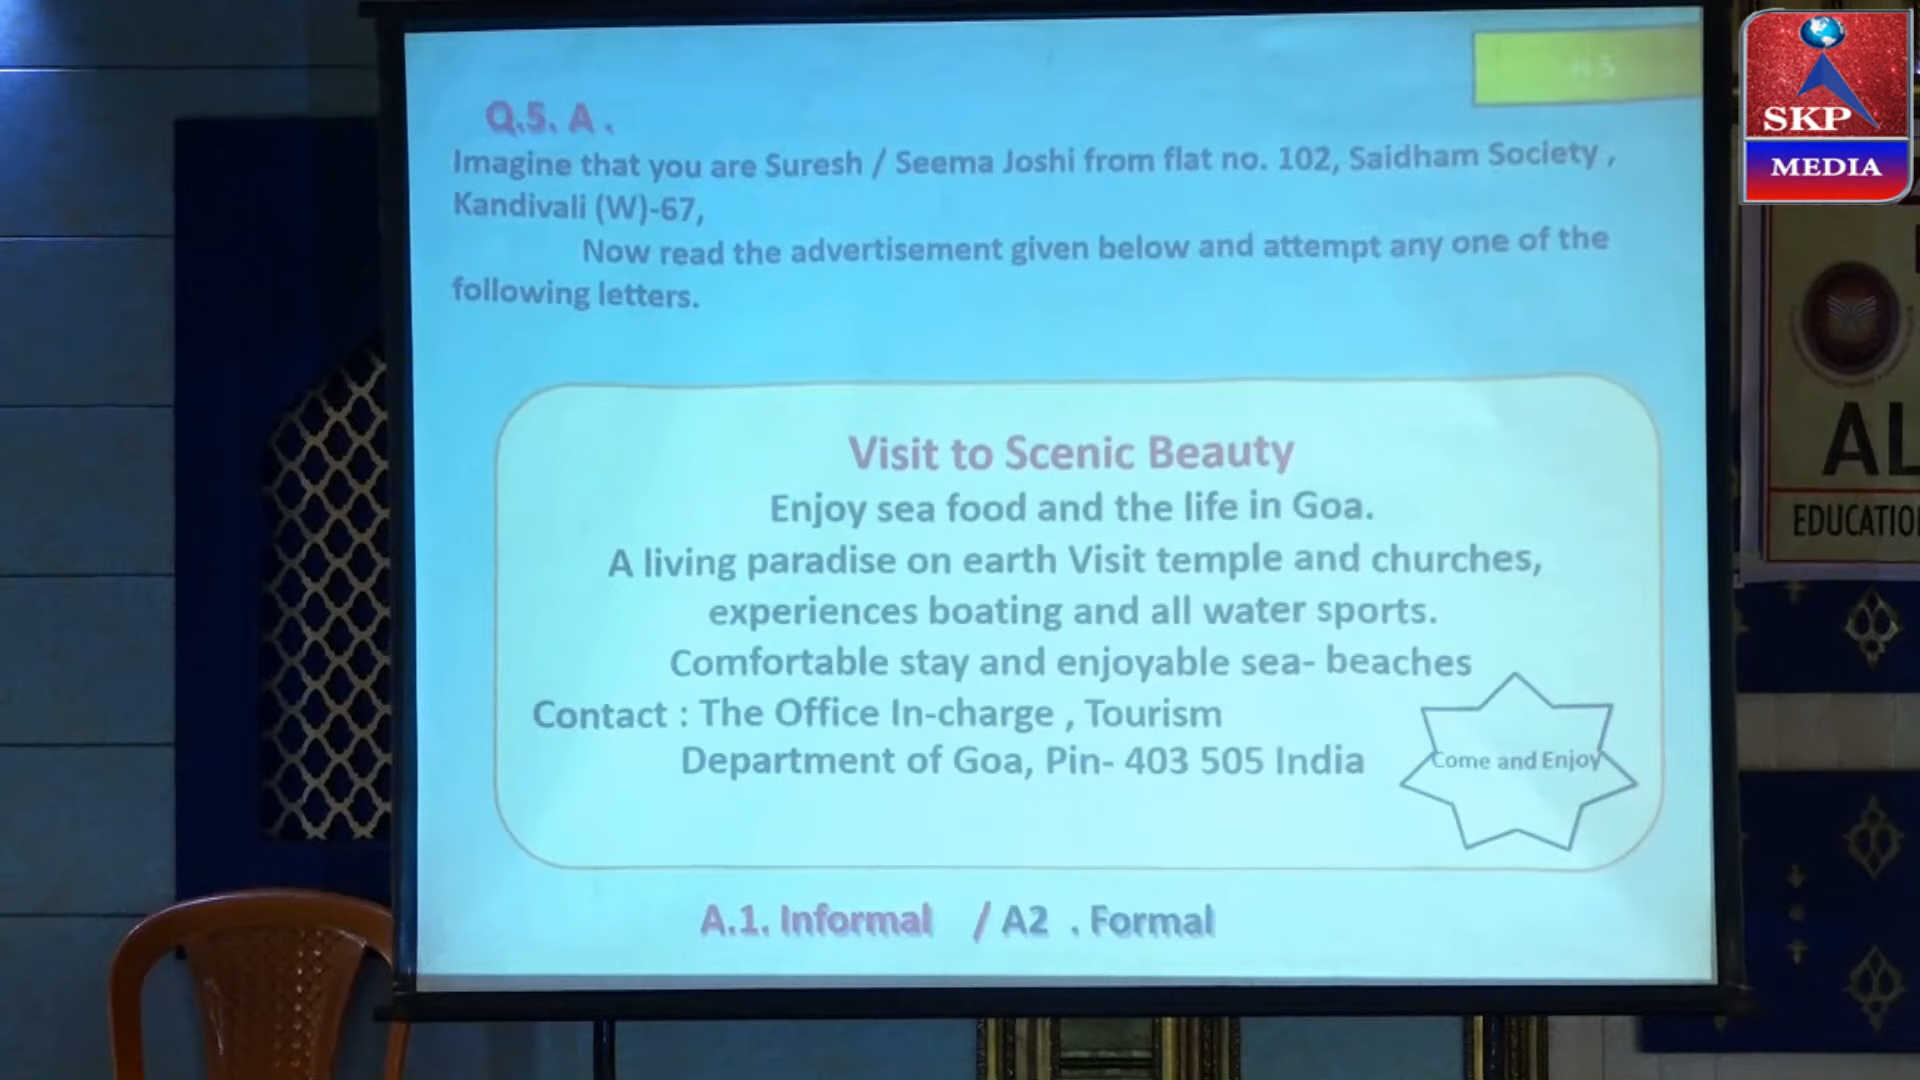 H 5
SKP
MEDIA
Q.5. A .
Imagine that you are Suresh / Seema Joshi from flat no. 102, Saidham Society ,
Kandivali (W)-67,
Now read the advertisement given below and attempt any one of the
following letters.
Visit to Scenic Beauty
Enjoy sea food and the life in Goa.
A living paradise on earth Visit temple and churches,
experiences boating and all water sports.
Comfortable stay and enjoyable sea- beaches
Contact : The Office In-charge , Tourism
Department of Goa, Pin- 403 505 India
Come and Enjoy
A.1. Informal / A2 . Formal
AL
EDUCATIO